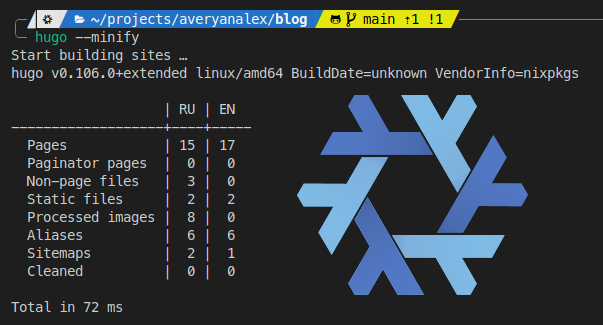 ~/projects/averyanalex/blog main ↑1 !1
hugo --minify
Start building sites …
hugo v0.106.0+extended linux/amd64 BuildDate=unknown VendorInfo=nixpkgs
| RU | EN
-------------------+----+-----
Pages | 15 | 17
Paginator pages | 0 | 0
Non-page files | 3 | 0
Static files | 2 | 2
Processed images | 8 | 0
Aliases | 6 | 6
Sitemaps | 2 | 1
Cleaned | 0 | 0
Total in 72 ms